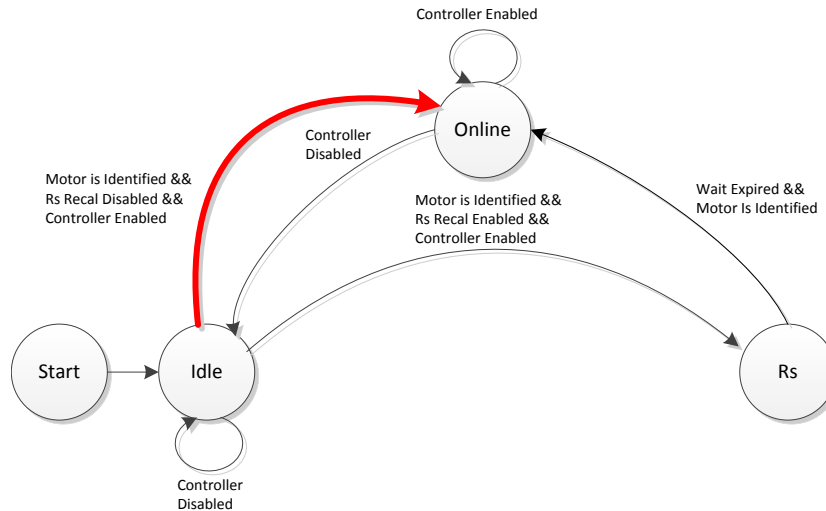 Controller Enabled
Online
Controller
Disabled
Motor is Identified &&
Rs Recal Disabled &&
Controller Enabled
Motor is Identified &&
Rs Recal Enabled &&
Controller Enabled
Wait Expired &&
Motor Is Identified
Start
Idle
Rs
Controller
Disabled